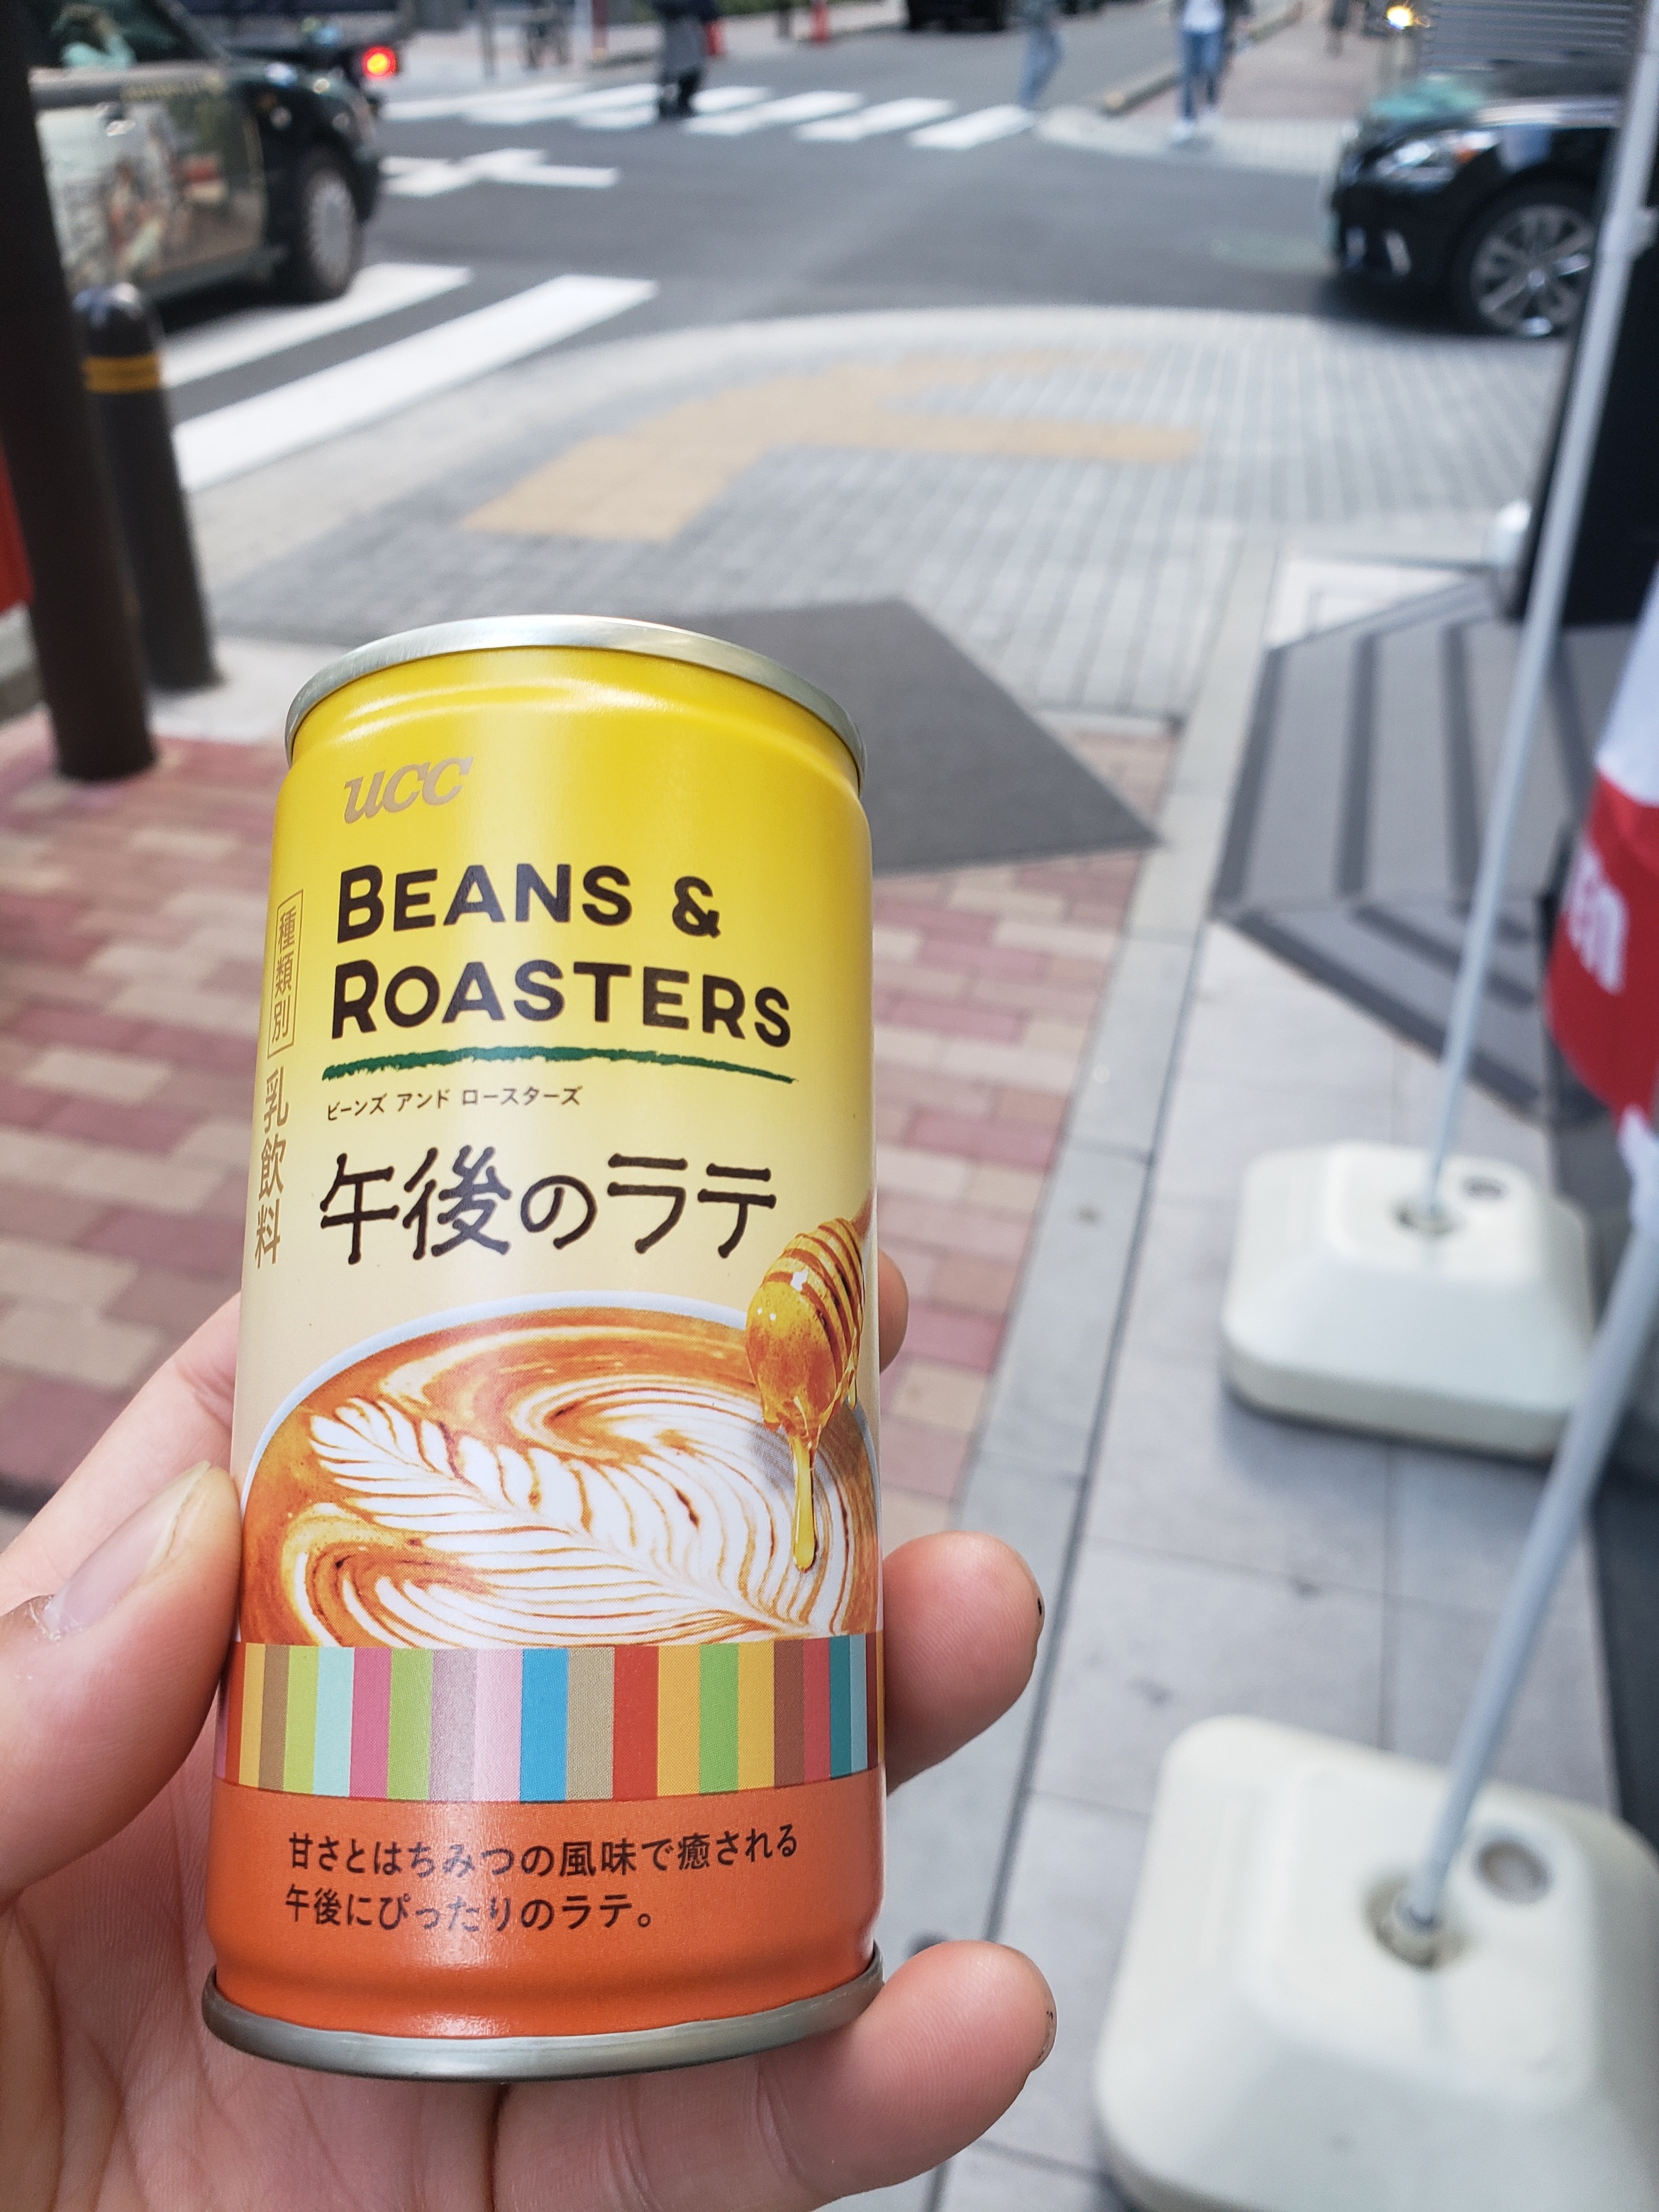 ucc
BEANS &
ROASTERS
ビーンズ アンド ロースターズ
午後のラテ
種類別 乳飲料
甘さとはちみつの風味で癒される
午後にぴったりのラテ。